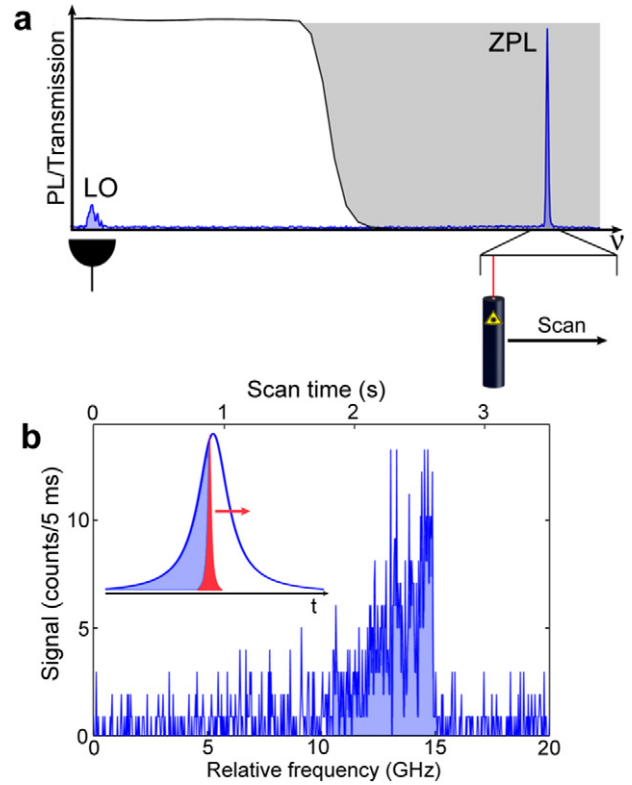 a
PL/Transmission
ZPL
LO
ν
Scan
Scan time (s)
0 1 2 3
b
Signal (counts/5 ms)
10
5
0
t
0 5 10 15 20
Relative frequency (GHz)